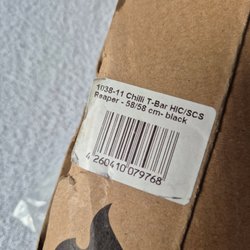 1038-11 Chilli T-Bar HIC/SCS
Reaper - 58/58 cm- black
4 260410 079768